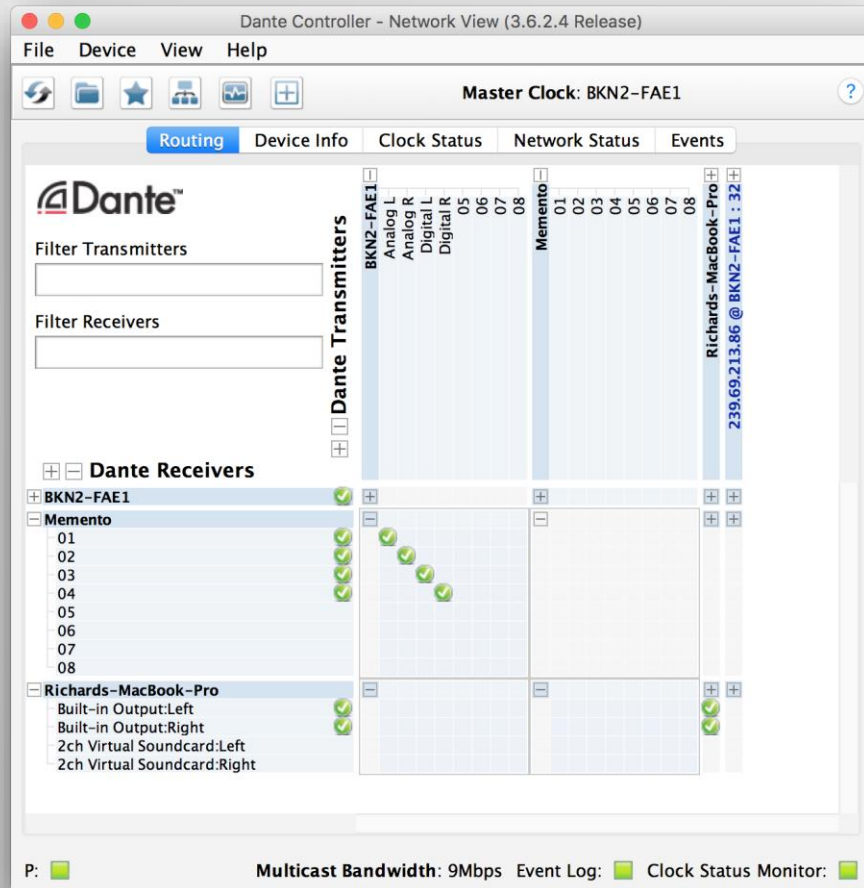 Dante Controller - Network View (3.6.2.4 Release)
File Device View Help
Master Clock: BKN2-FAE1
?
Routing Device Info Clock Status Network Status Events
Dante™
Filter Transmitters
Filter Receivers
Dante Transmitters
BKN2-FAE1
Analog L
Analog R
Digital L
Digital R
05
06
07
08
Memento
01
02
03
04
05
06
07
08
Richards-MacBook-Pro
239.69.213.86 @ BKN2-FAE1 : 32
Dante Receivers
BKN2-FAE1
Memento
01
02
03
04
05
06
07
08
Richards-MacBook-Pro
Built-in Output:Left
Built-in Output:Right
2ch Virtual Soundcard:Left
2ch Virtual Soundcard:Right
P: Multicast Bandwidth: 9Mbps Event Log: Clock Status Monitor: